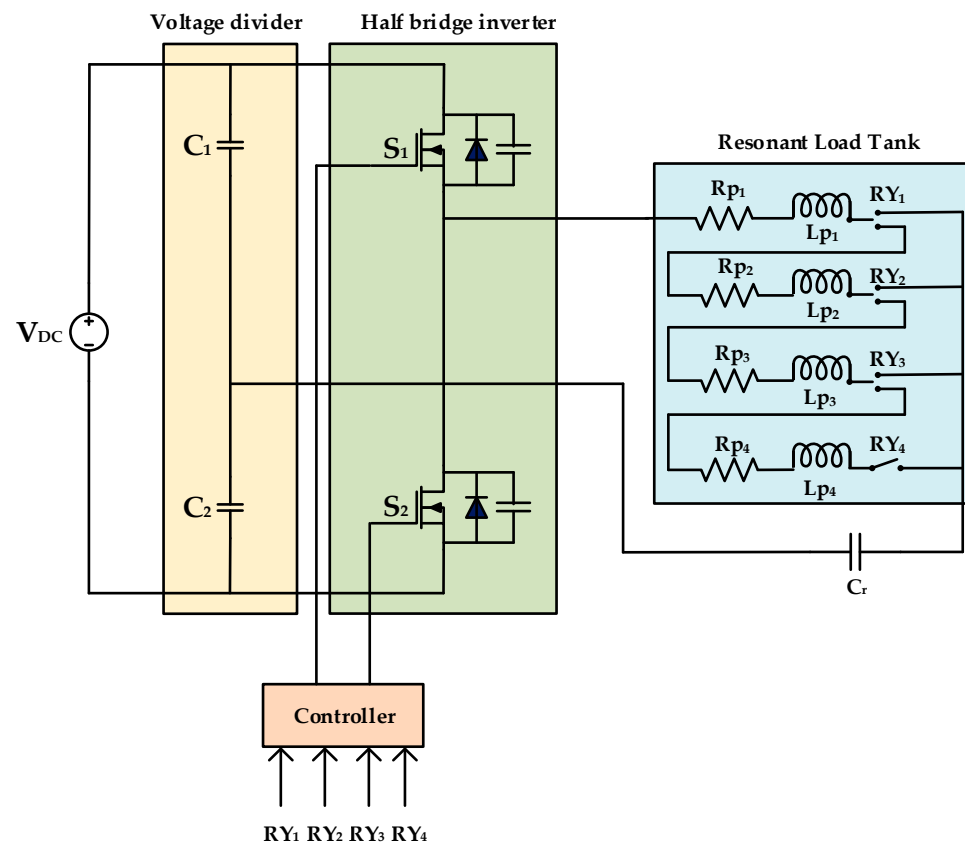 Voltage divider
Half bridge inverter
C₁
S₁
Resonant Load Tank
Rp₁
RY₁
Lp₁
Rp₂
RY₂
Lp₂
V_DC
+
−
Rp₃
RY₃
Lp₃
Rp₄
RY₄
Lp₄
C₂
S₂
Cᵣ
Controller
RY₁ RY₂ RY₃ RY₄